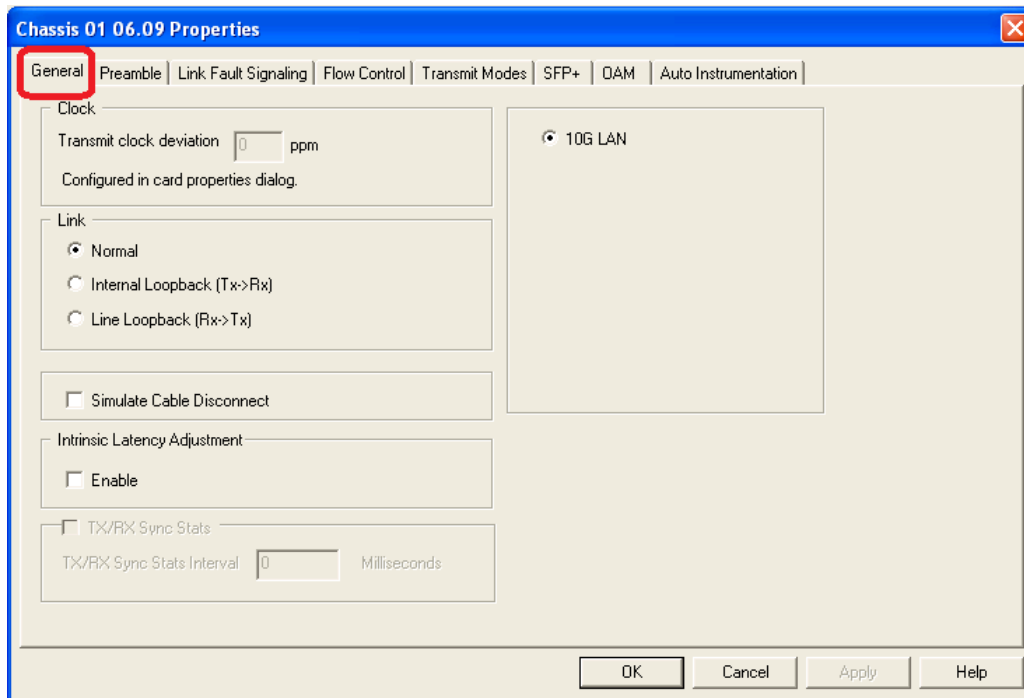 Chassis 01 06.09 Properties
General Preamble Link Fault Signaling Flow Control Transmit Modes SFP+ OAM Auto Instrumentation
Clock
Transmit clock deviation 0 ppm
Configured in card properties dialog.
10G LAN
Link
Normal
Internal Loopback (Tx->Rx)
Line Loopback (Rx->Tx)
Simulate Cable Disconnect
Intrinsic Latency Adjustment
Enable
TX/RX Sync Stats
TX/RX Sync Stats Interval 0 Milliseconds
OK Cancel Apply Help